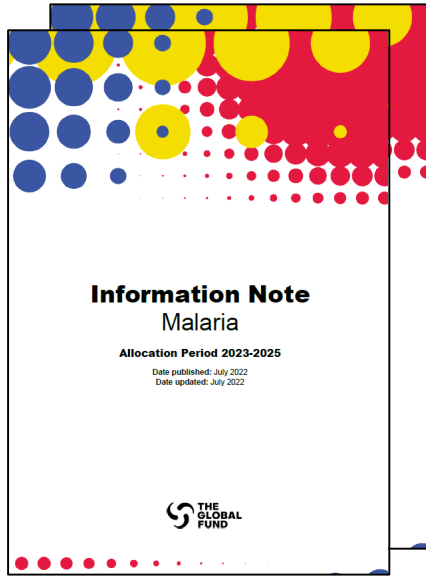 Information Note
Malaria
Allocation Period 2023-2025
Date published: July 2022
Date updated: July 2022
THE
GLOBAL
FUND